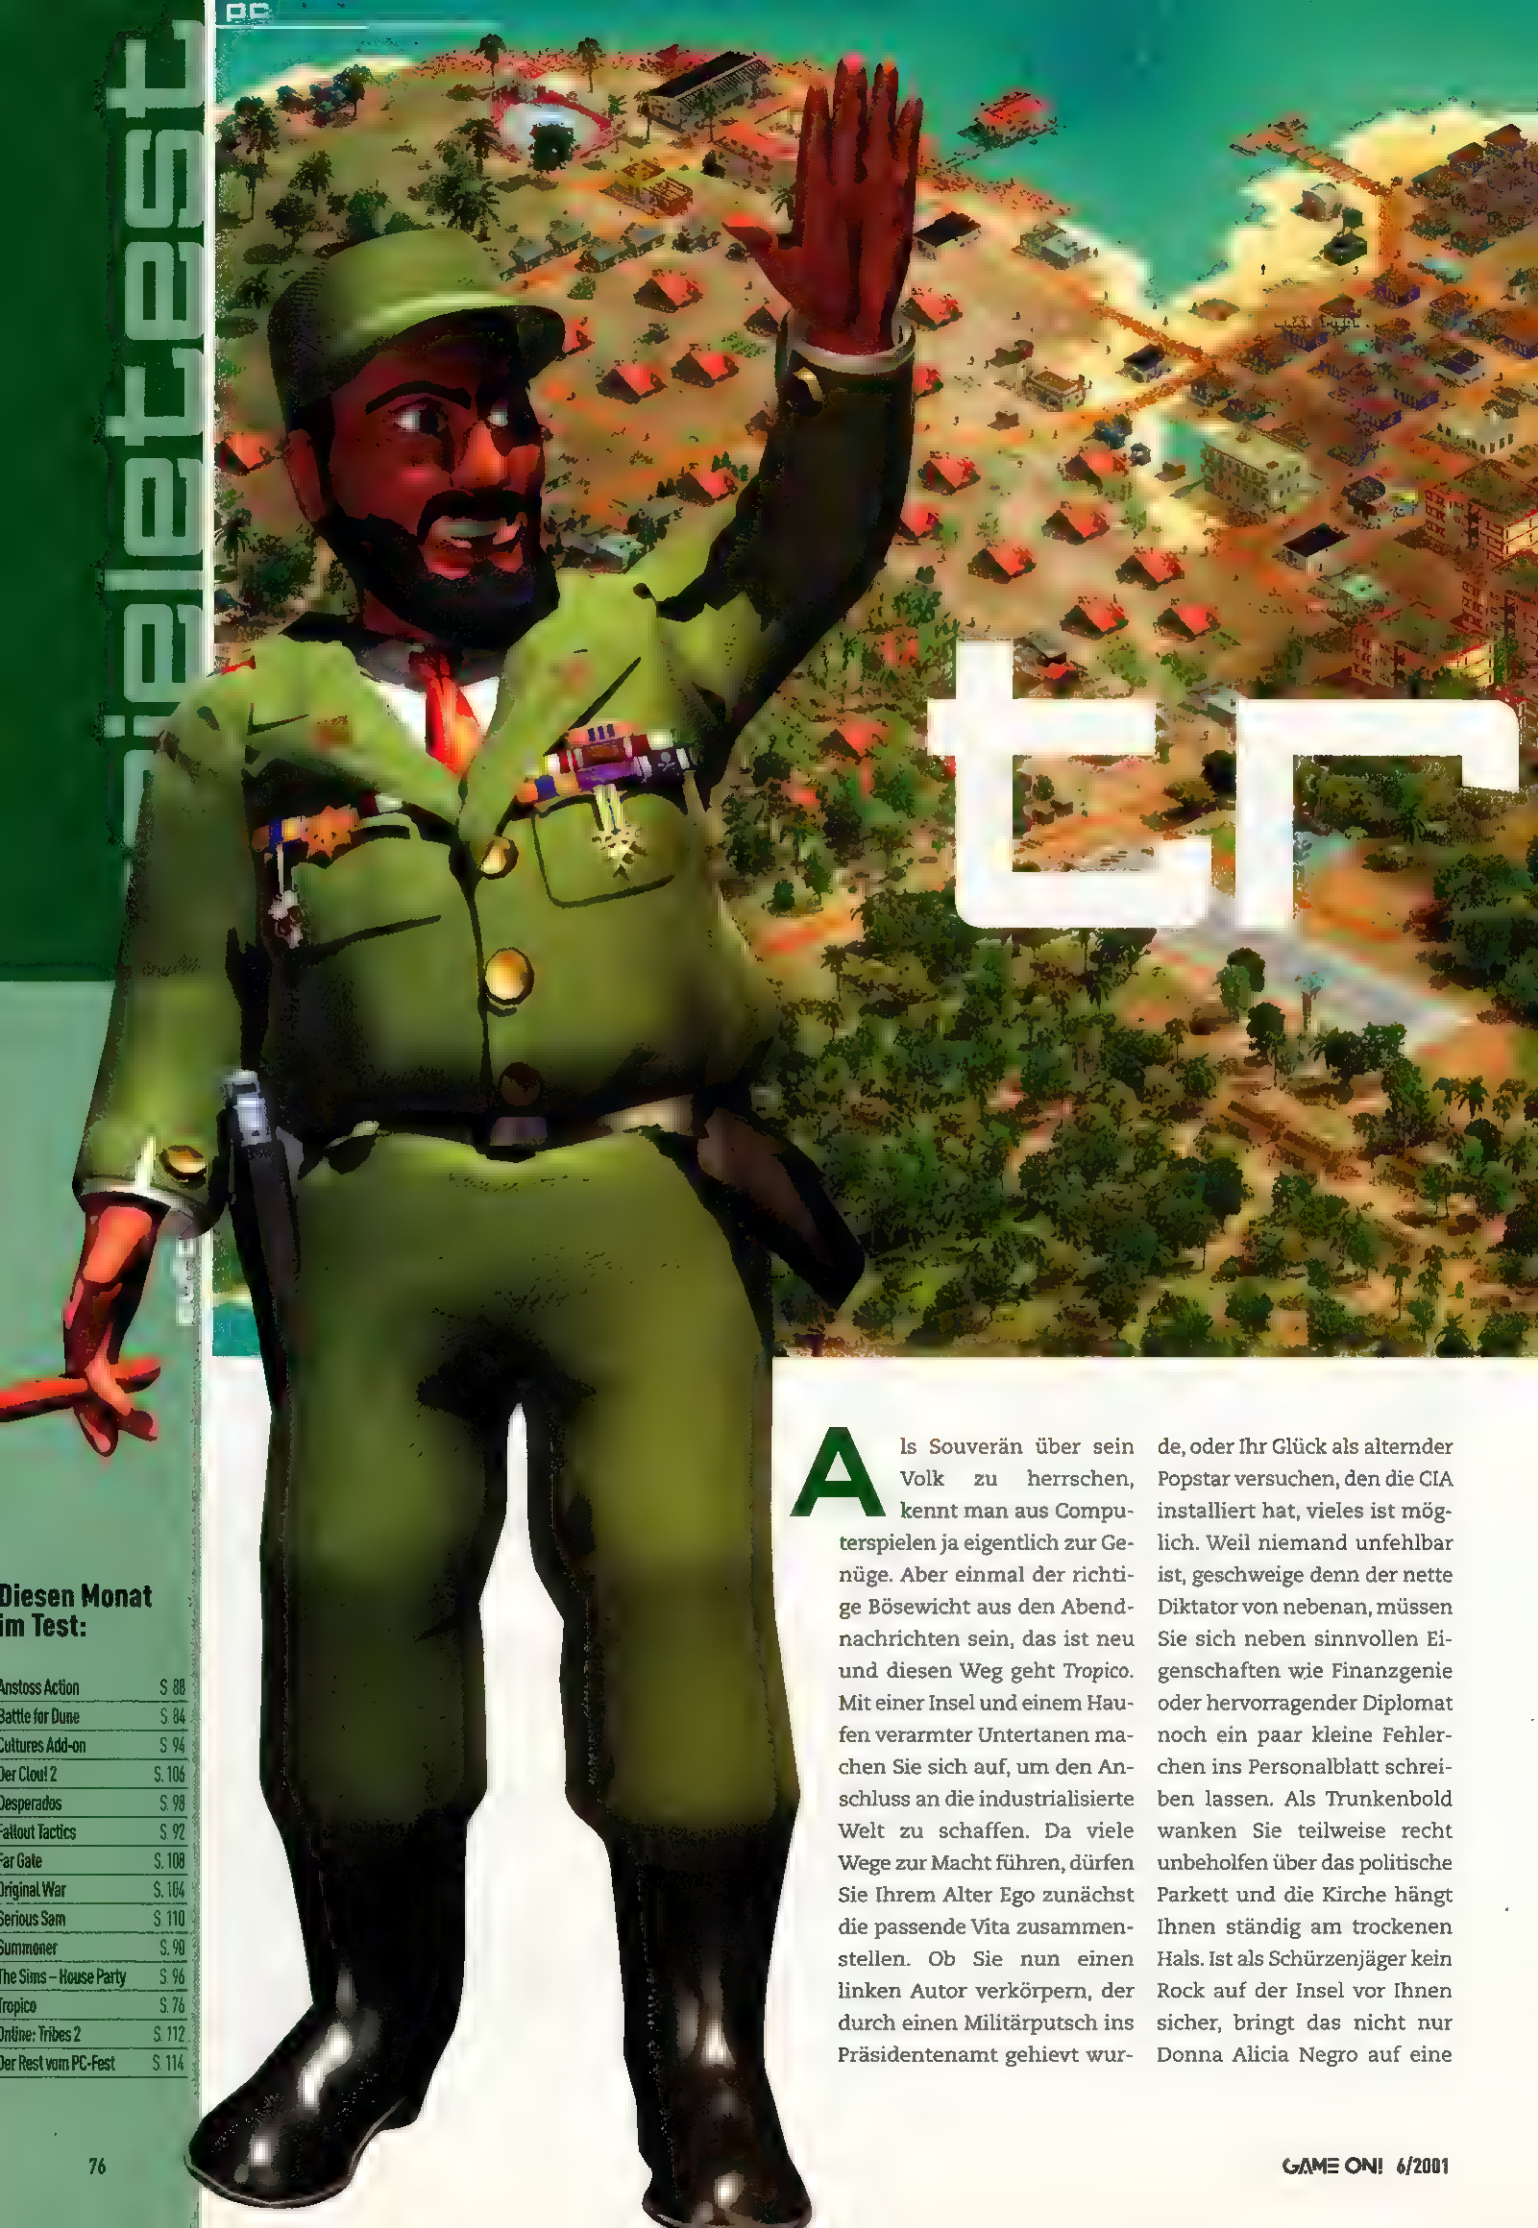 PC
tr
Als Souverän über sein
Volk zu herrschen,
kennt man aus Compu-
terspielen ja eigentlich zur Ge-
nüge. Aber einmal der richti-
ge Bösewicht aus den Abend-
nachrichten sein, das ist neu
und diesen Weg geht Tropico.
Mit einer Insel und einem Hau-
fen verarmter Untertanen ma-
chen Sie sich auf, um den An-
schluss an die industrialisierte
Welt zu schaffen. Da viele
Wege zur Macht führen, dürfen
Sie Ihrem Alter Ego zunächst
die passende Vita zusammen-
stellen. Ob Sie nun einen
linken Autor verkörpern, der
durch einen Militärputsch ins
Präsidentenamt gehievt wur-
de, oder Ihr Glück als alternder
Popstar versuchen, den die CIA
installiert hat, vieles ist mög-
lich. Weil niemand unfehlbar
ist, geschweige denn der nette
Diktator von nebenan, müssen
Sie sich neben sinnvollen Ei-
genschaften wie Finanzgenie
oder hervorragender Diplomat
noch ein paar kleine Fehler-
chen ins Personalblatt schrei-
ben lassen. Als Trunkenbold
wanken Sie teilweise recht
unbeholfen über das politische
Parkett und die Kirche hängt
Ihnen ständig am trockenen
Hals. Ist als Schürzenjäger kein
Rock auf der Insel vor Ihnen
sicher, bringt das nicht nur
Donna Alicia Negro auf eine
Diesen Monat
im Test:
Anstoss Action S. 88
Battle for Dune S. 84
Cultures Add-on S. 94
Der Clou! 2 S. 106
Desperados S. 98
Fallout Tactics S. 92
Far Gate S. 108
Original War S. 104
Serious Sam S. 110
Summoner S. 90
The Sims – House Party S. 96
Tropico S. 76
Online: Tribes 2 S. 112
Der Rest vom PC-Fest S. 114
76
GAME ON! 6/2001